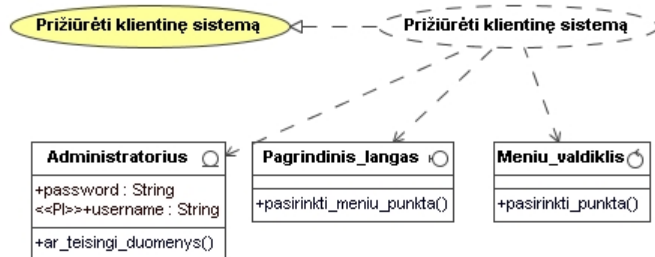 Prižiūrėti klientinę sistemą
Prižiūrėti klientinę sistemą
Administratorius
+password : String
<<PI>>+username : String
+ar_teisingi_duomenys()
Pagrindinis_langas
+pasirinkti_meniu_punkta()
Meniu_valdiklis
+pasirinkti_punkta()